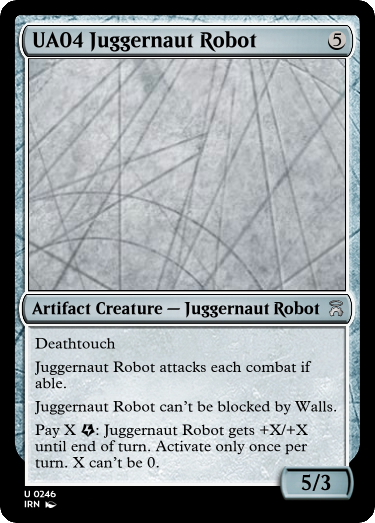 UA04 Juggernaut Robot 5
Artifact Creature — Juggernaut Robot
Deathtouch
Juggernaut Robot attacks each combat if
able.
Juggernaut Robot can't be blocked by Walls.
Pay X : Juggernaut Robot gets +X/+X
until end of turn. Activate only once per
turn. X can't be 0.
5/3
U 0246
IRN